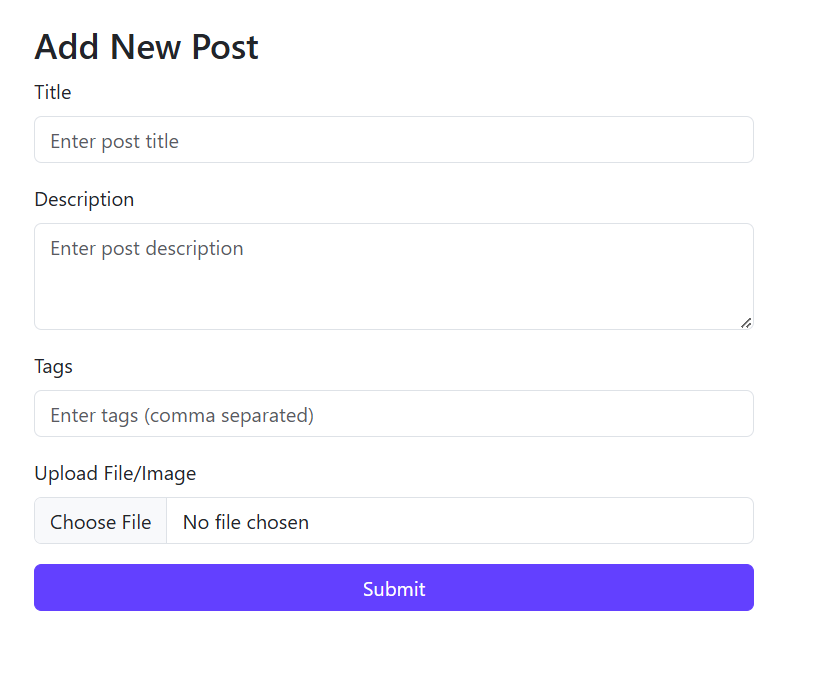 Add New Post
Title
Enter post title
Description
Enter post description
Tags
Enter tags (comma separated)
Upload File/Image
Choose File No file chosen
Submit